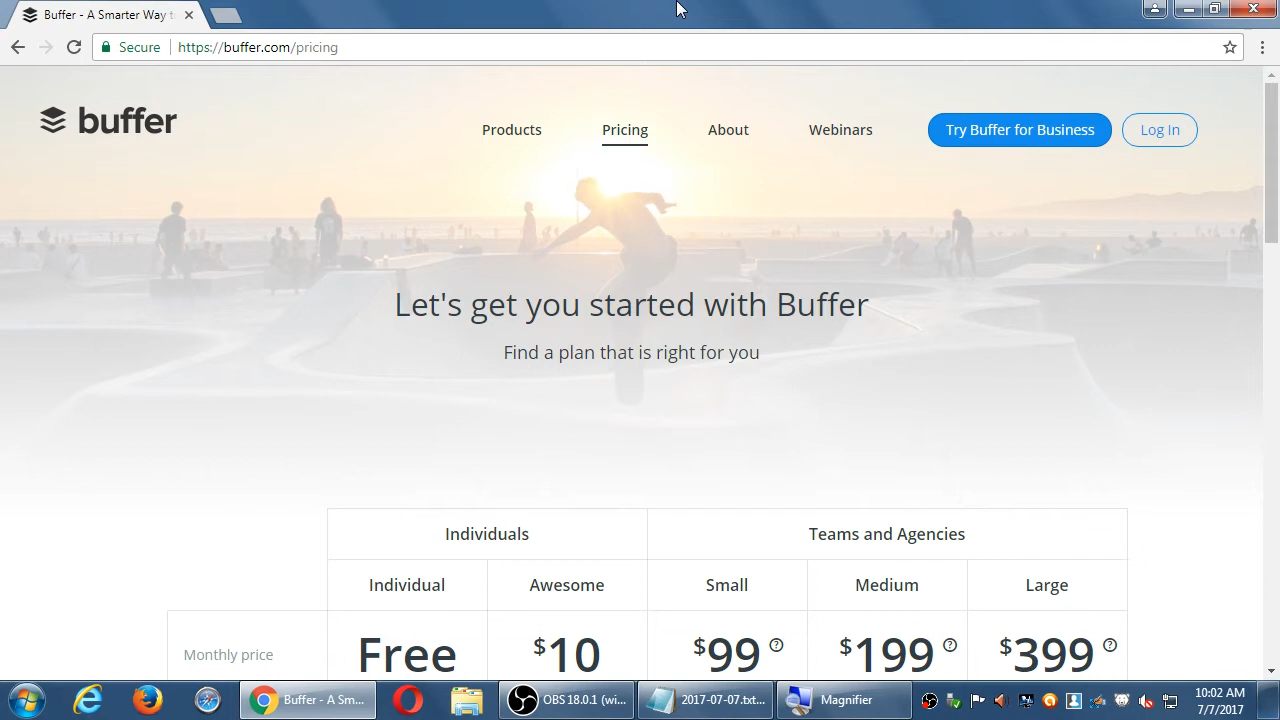 Buffer - A Smarter Way t
Secure
https://buffer.com/pricing
buffer
Products
Pricing
About
Webinars
Try Buffer for Business
Log In
Let's get you started with Buffer
Find a plan that is right for you
Individuals
Teams and Agencies
Individual
Awesome
Small
Medium
Large
Monthly price
Free
$10
$99 ?
$199 ?
$399 ?
Buffer - A Sm...
OBS 18.0.1 (wi...
2017-07-07.txt...
Magnifier
10:02 AM
7/7/2017